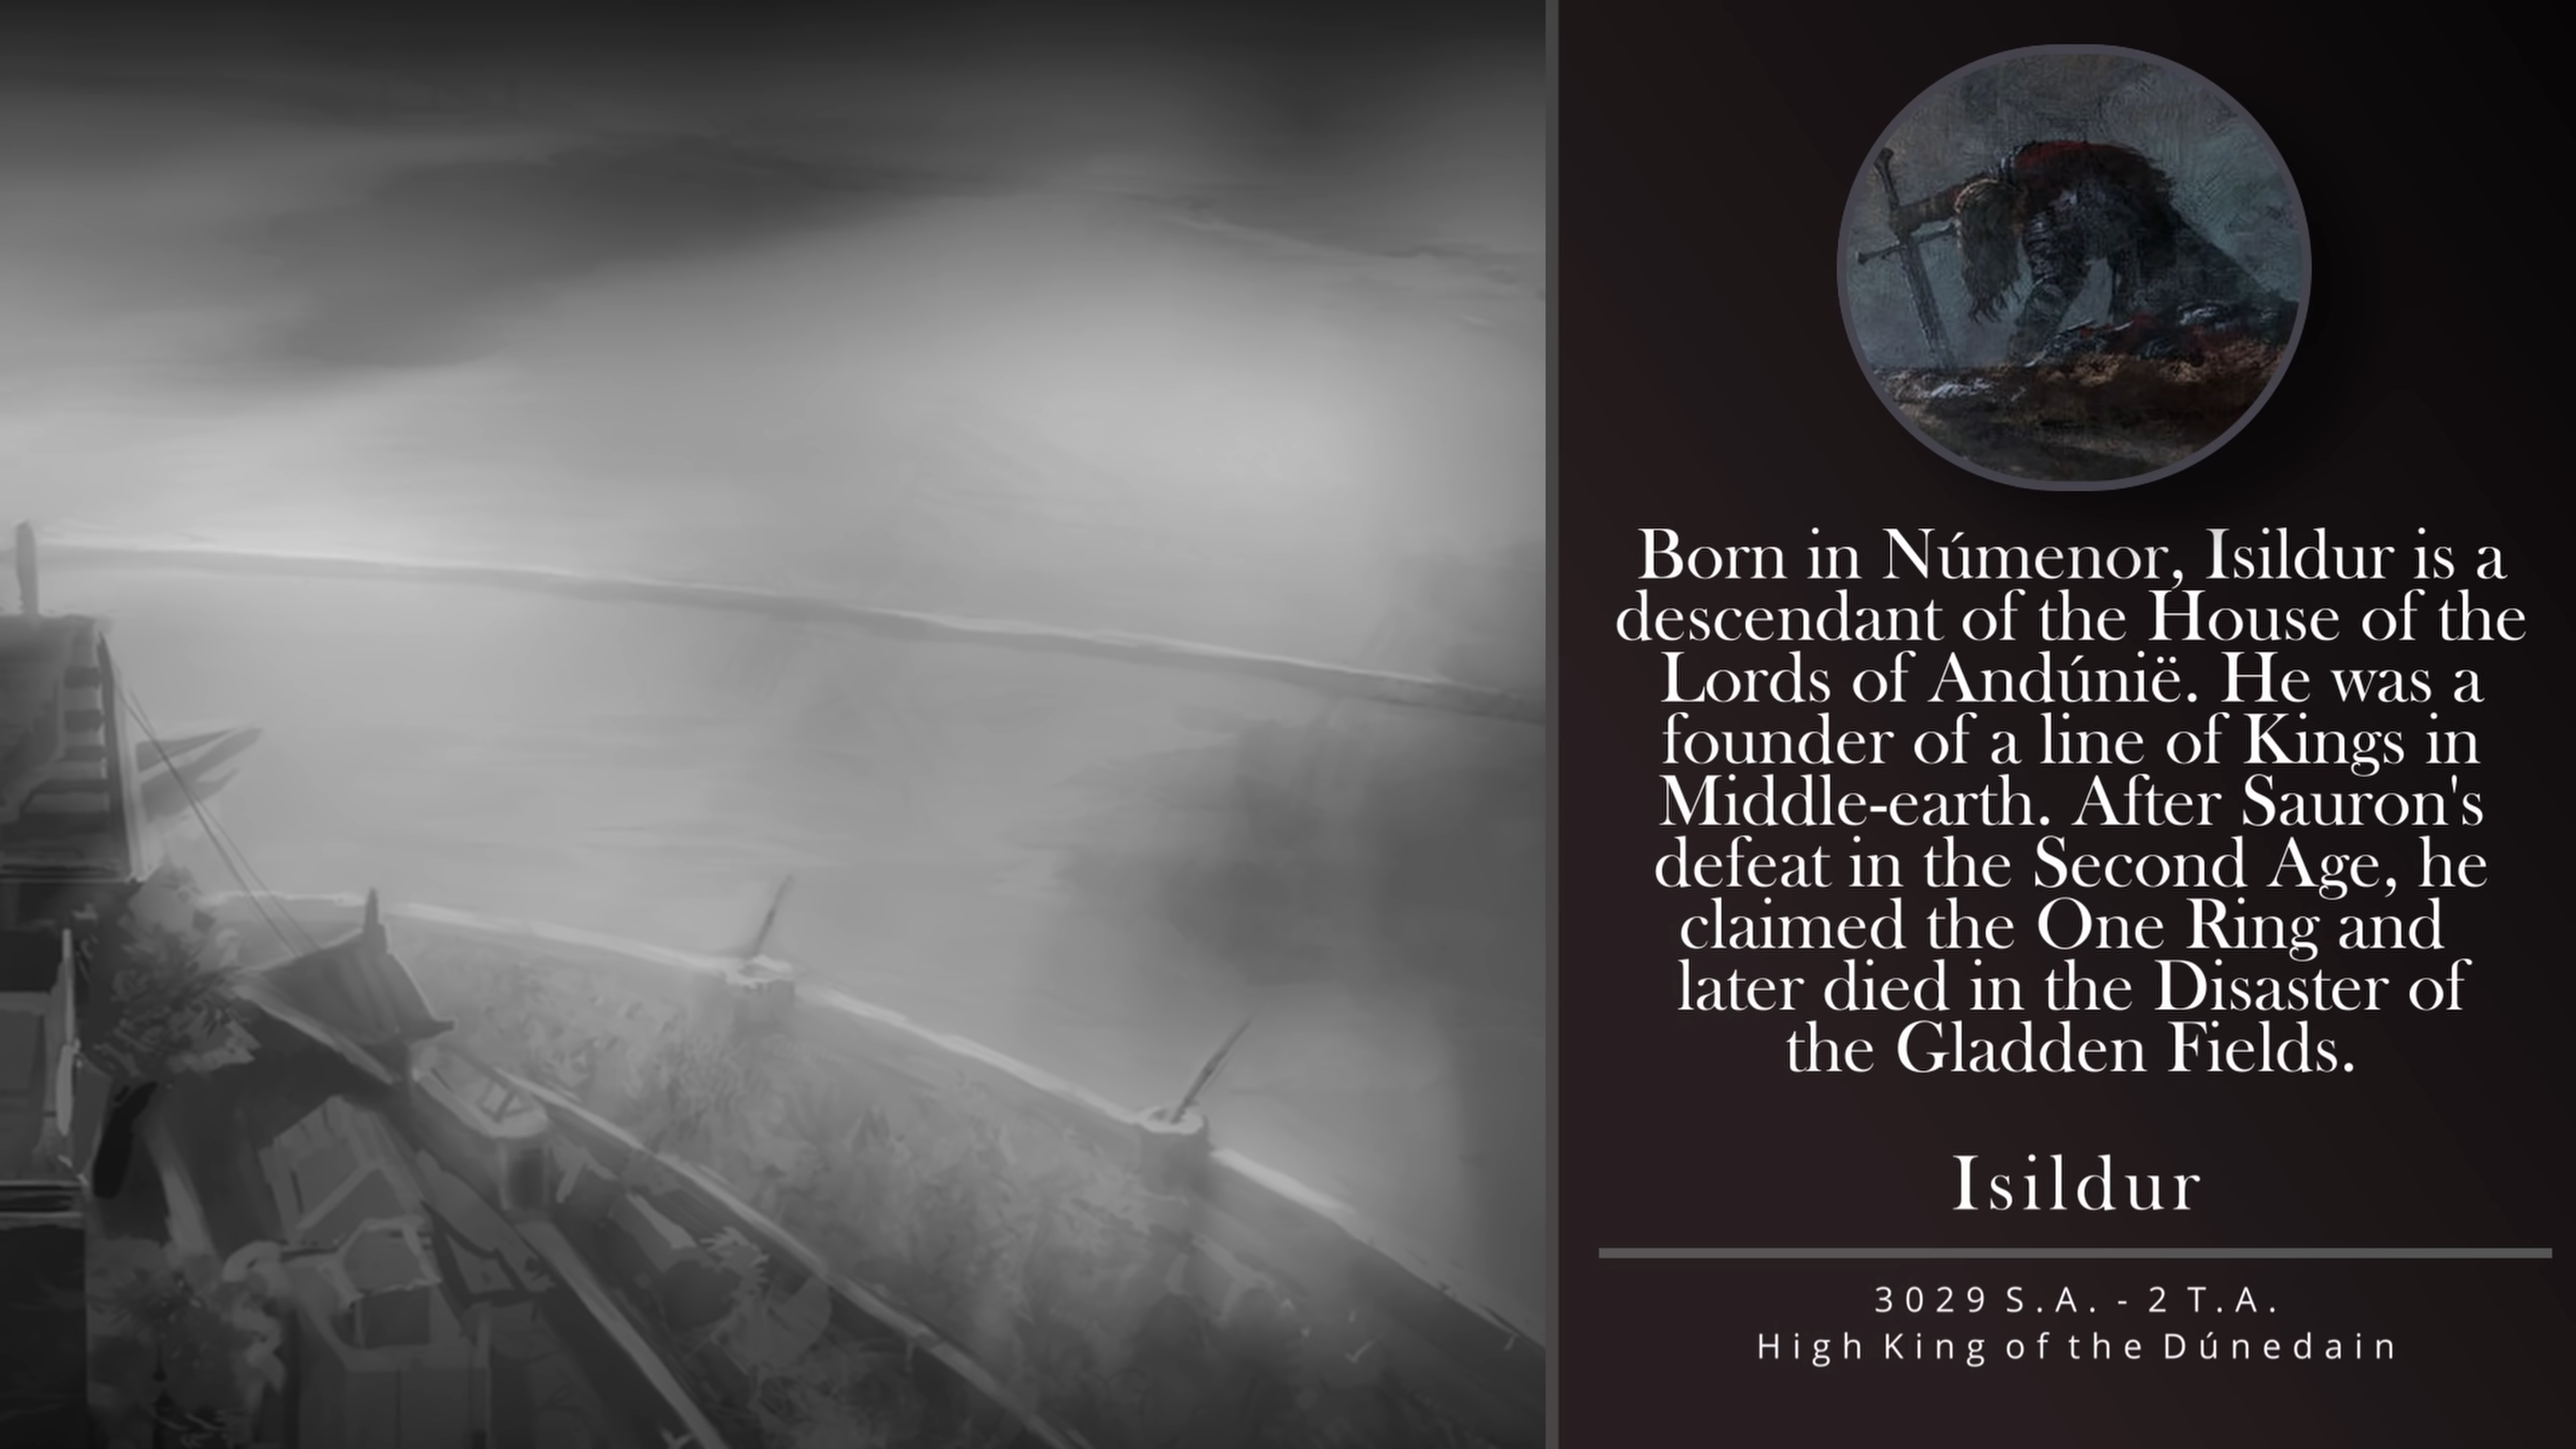 Born in Númenor, Isildur is a
descendant of the House of the
Lords of Andúnië. He was a
founder of a line of Kings in
Middle-earth. After Sauron's
defeat in the Second Age, he
claimed the One Ring and
later died in the Disaster of
the Gladden Fields.
Isildur
3029 S.A. - 2 T.A.
High King of the Dúnedain